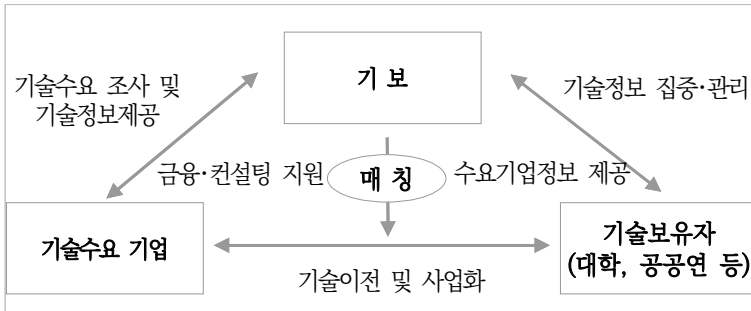 기 보
기술수요 조사 및
기술정보제공
기술정보 집중·관리
금융·컨설팅 지원
매 칭
수요기업정보 제공
기술수요 기업
기술보유자
(대학, 공공연 등)
기술이전 및 사업화